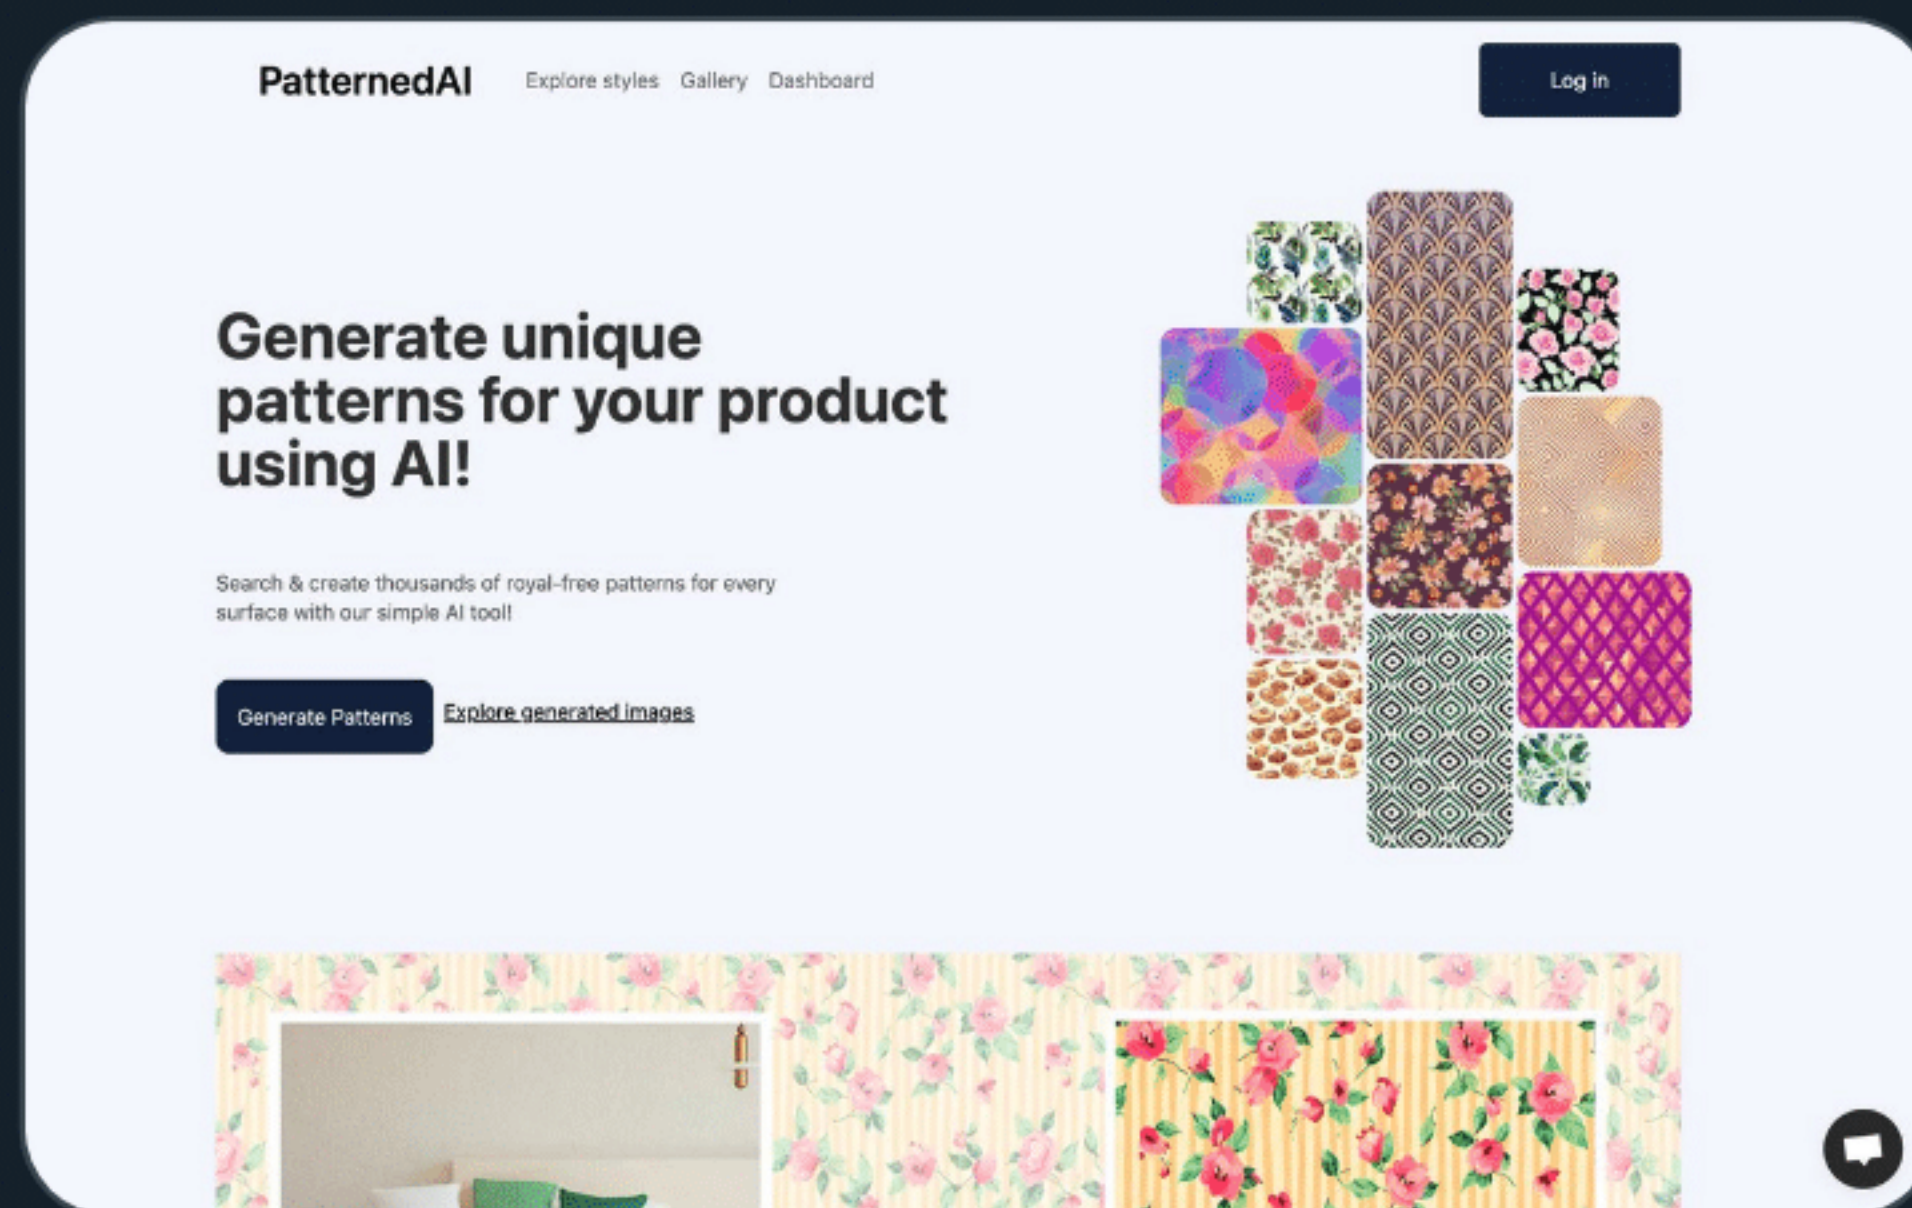 PatternedAI
Explore styles Gallery Dashboard
Log in
Generate unique
patterns for your product
using AI!
Search & create thousands of royal-free patterns for every
surface with our simple AI tool!
Generate Patterns
Explore generated images